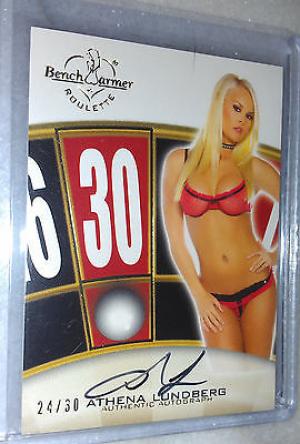 Bench Warmer ®
ROULETTE
6 30
24/30 ATHENA LUNDBERG
AUTHENTIC AUTOGRAPH